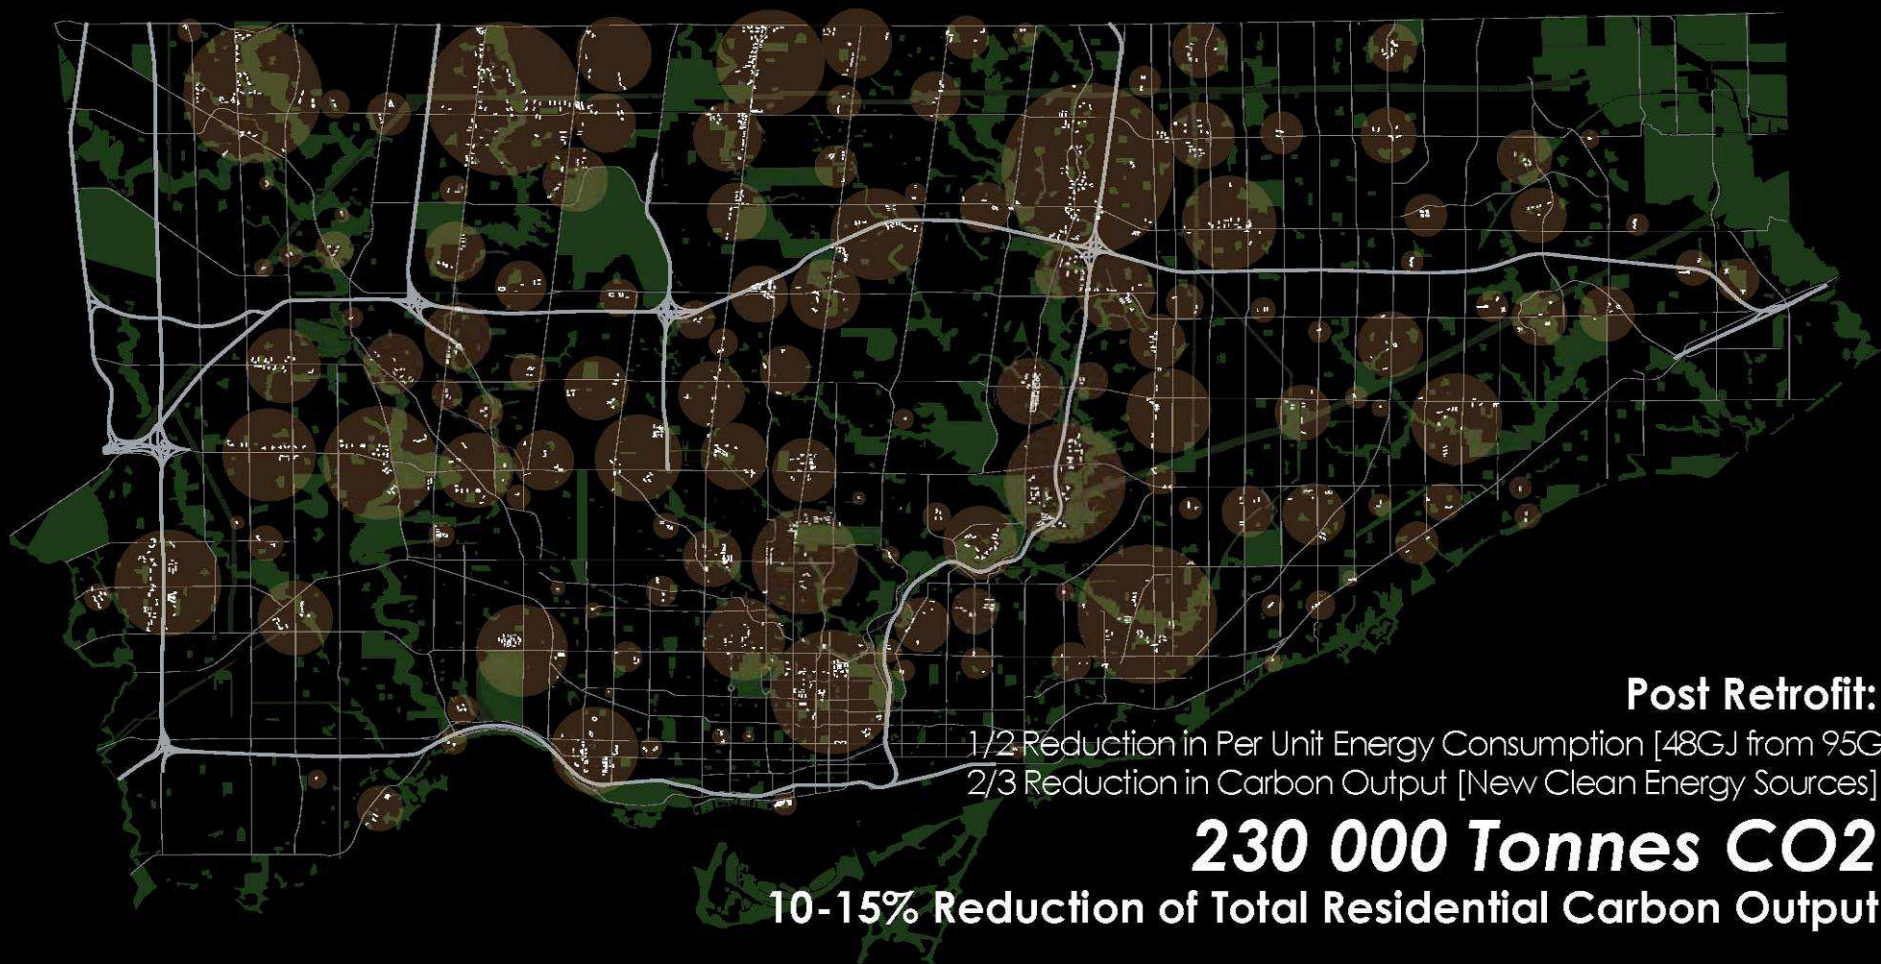 Post Retrofit:
1/2 Reduction in Per Unit Energy Consumption [48GJ from 95G
2/3 Reduction in Carbon Output [New Clean Energy Sources]
230 000 Tonnes CO2
10-15% Reduction of Total Residential Carbon Output